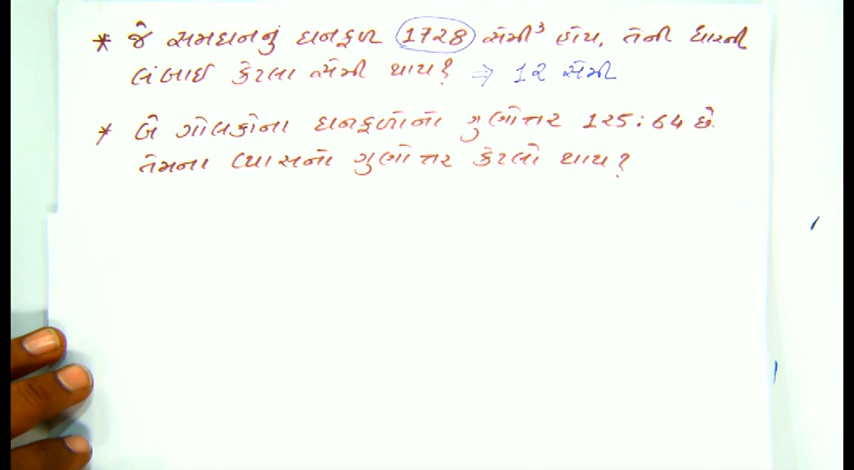 * જે સમઘનનું ઘનફળ 1728 સેમી³ હોય, તેની ધારની
લંબાઈ કેટલા સેમી થાય? ⇒ 12 સેમી
* બે ગોલકોના ઘનફળોનો ગુણોત્તર 125 : 64 છે.
તેમના વ્યાસનો ગુણોત્તર કેટલો થાય?